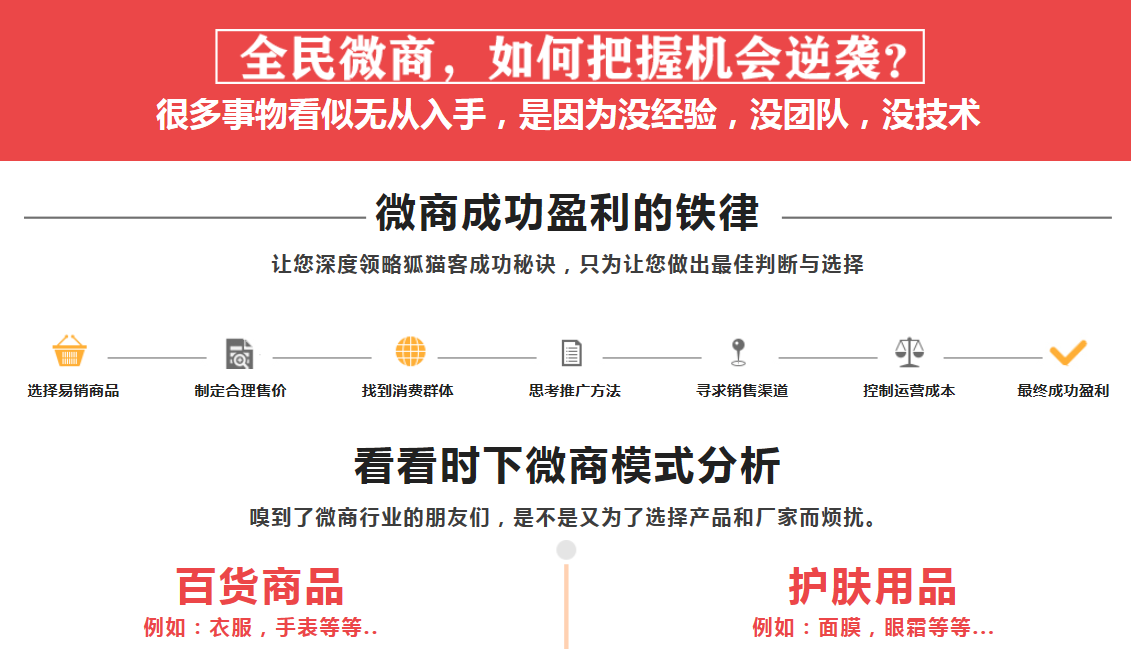 全民微商，如何把握机会逆袭?
很多事物看似无从入手，是因为没经验，没团队，没技术
微商成功盈利的铁律
让您深度领略狐猫客成功秘诀，只为让您做出最佳判断与选择
选择易销商品
制定合理售价
找到消费群体
思考推广方法
寻求销售渠道
控制运营成本
最终成功盈利
看看时下微商模式分析
嗅到了微商行业的朋友们，是不是又为了选择产品和厂家而烦扰。
百货商品
例如：衣服，手表等等..
护肤用品
例如：面膜，眼霜等等...